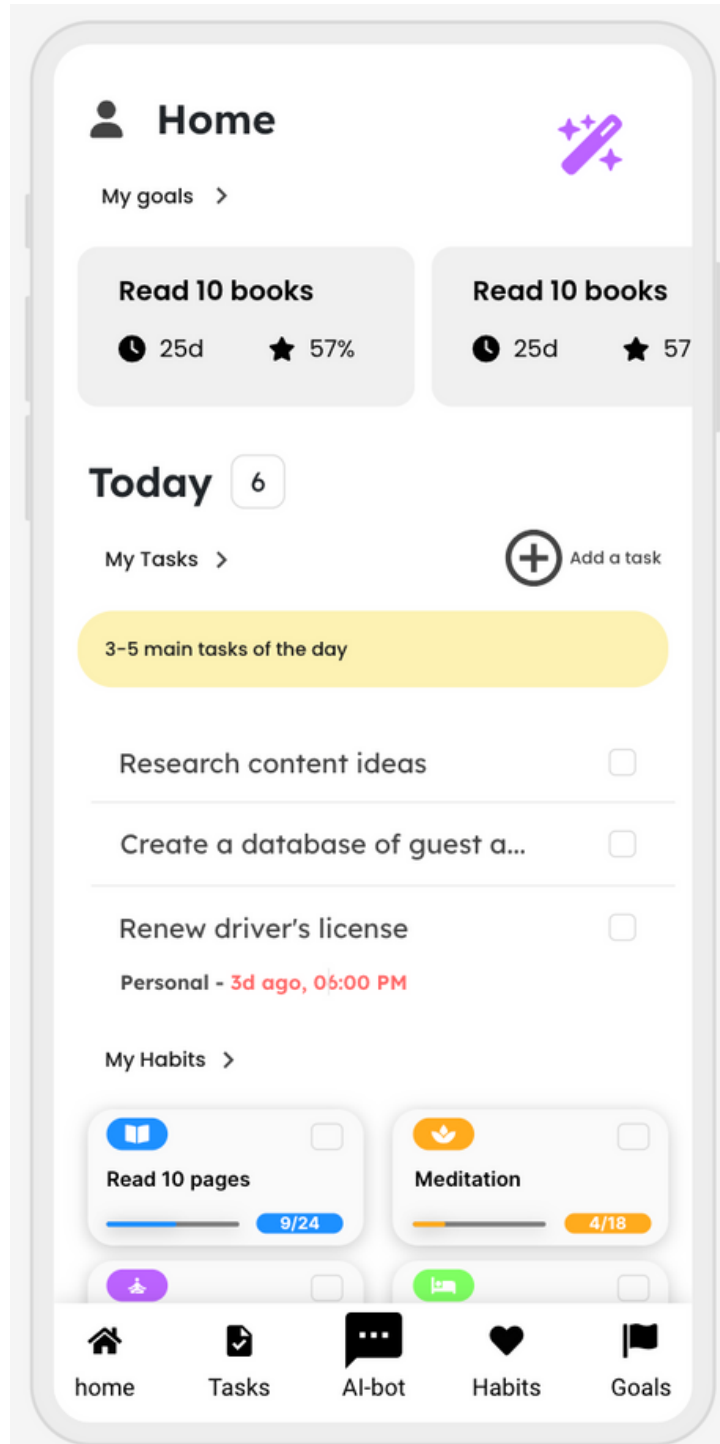 Home
My goals >
Read 10 books Read 10 books
25d 57% 25d 57
Today 6
My Tasks > Add a task
3-5 main tasks of the day
Research content ideas
Create a database of guest a...
Renew driver's license
Personal - 3d ago, 06:00 PM
My Habits >
Read 10 pages Meditation
9/24 4/18
home Tasks AI-bot Habits Goals